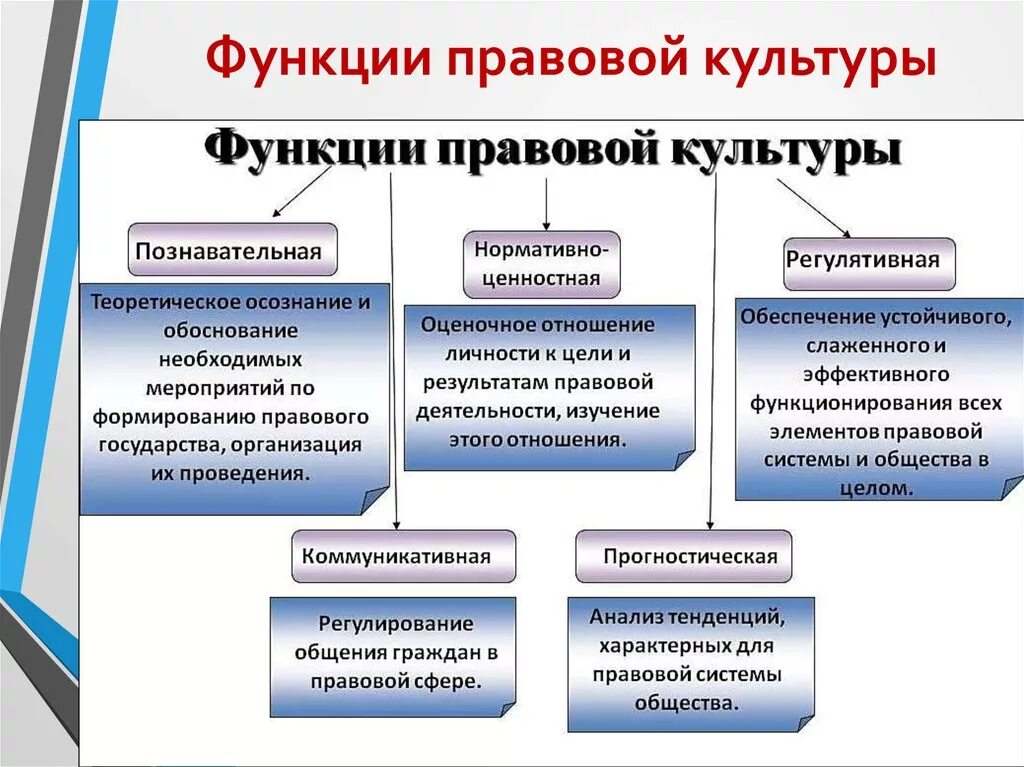 Функции правовой культуры
Функции правовой культуры
Познавательная
Теоретическое осознание и
обоснование
необходимых
мероприятий по
формированию правового
государства, организация
их проведения.
Нормативно-
ценностная
Оценочное отношение
личности к цели и
результатам правовой
деятельности, изучение
этого отношения.
Регулятивная
Обеспечение устойчивого,
слаженного и
эффективного
функционирования всех
элементов правовой
системы и общества в
целом.
Коммуникативная
Регулирование
общения граждан в
правовой сфере.
Прогностическая
Анализ тенденций,
характерных для
правовой системы
общества.